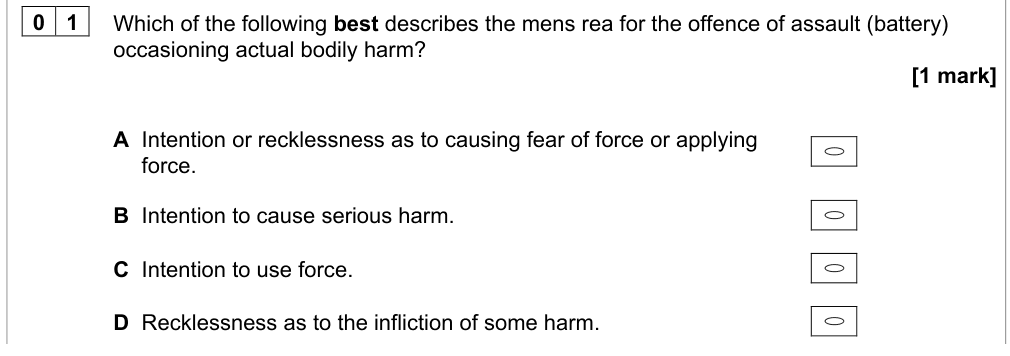 0 1 Which of the following best describes the mens rea for the offence of assault (battery)
occasioning actual bodily harm?
[1 mark]
A Intention or recklessness as to causing fear of force or applying
force.
B Intention to cause serious harm.
C Intention to use force.
D Recklessness as to the infliction of some harm.